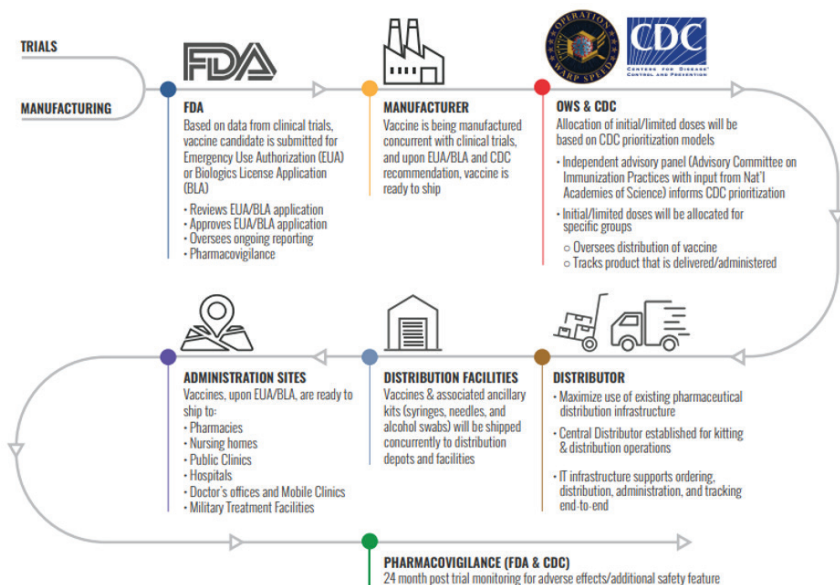 TRIALS
MANUFACTURING
FDA
FDA
Based on data from clinical trials,
vaccine candidate is submitted for
Emergency Use Authorization (EUA)
or Biologics License Application
(BLA)
• Reviews EUA/BLA application
• Approves EUA/BLA application
• Oversees ongoing reporting
• Pharmacovigilance
MANUFACTURER
Vaccine is being manufactured
concurrent with clinical trials,
and upon EUA/BLA and CDC
recommendation, vaccine is
ready to ship
OPERATION
WARP SPEED
CDC
CENTERS FOR DISEASE
CONTROL AND PREVENTION
OWS & CDC
Allocation of initial/limited doses will be
based on CDC prioritization models
• Independent advisory panel (Advisory Committee on
Immunization Practices with input from Nat'l
Academies of Science) informs CDC prioritization
• Initial/limited doses will be allocated for
specific groups
○ Oversees distribution of vaccine
○ Tracks product that is delivered/administered
ADMINISTRATION SITES
Vaccines, upon EUA/BLA, are ready to
ship to:
• Pharmacies
• Nursing homes
• Public Clinics
• Hospitals
• Doctor's offices and Mobile Clinics
• Military Treatment Facilities
DISTRIBUTION FACILITIES
Vaccines & associated ancillary
kits (syringes, needles, and
alcohol swabs) will be shipped
concurrently to distribution
depots and facilities
DISTRIBUTOR
• Maximize use of existing pharmaceutical
distribution infrastructure
• Central Distributor established for kitting
& distribution operations
• IT infrastructure supports ordering,
distribution, administration, and tracking
end-to-end
PHARMACOVIGILANCE (FDA & CDC)
24 month post trial monitoring for adverse effects/additional safety feature